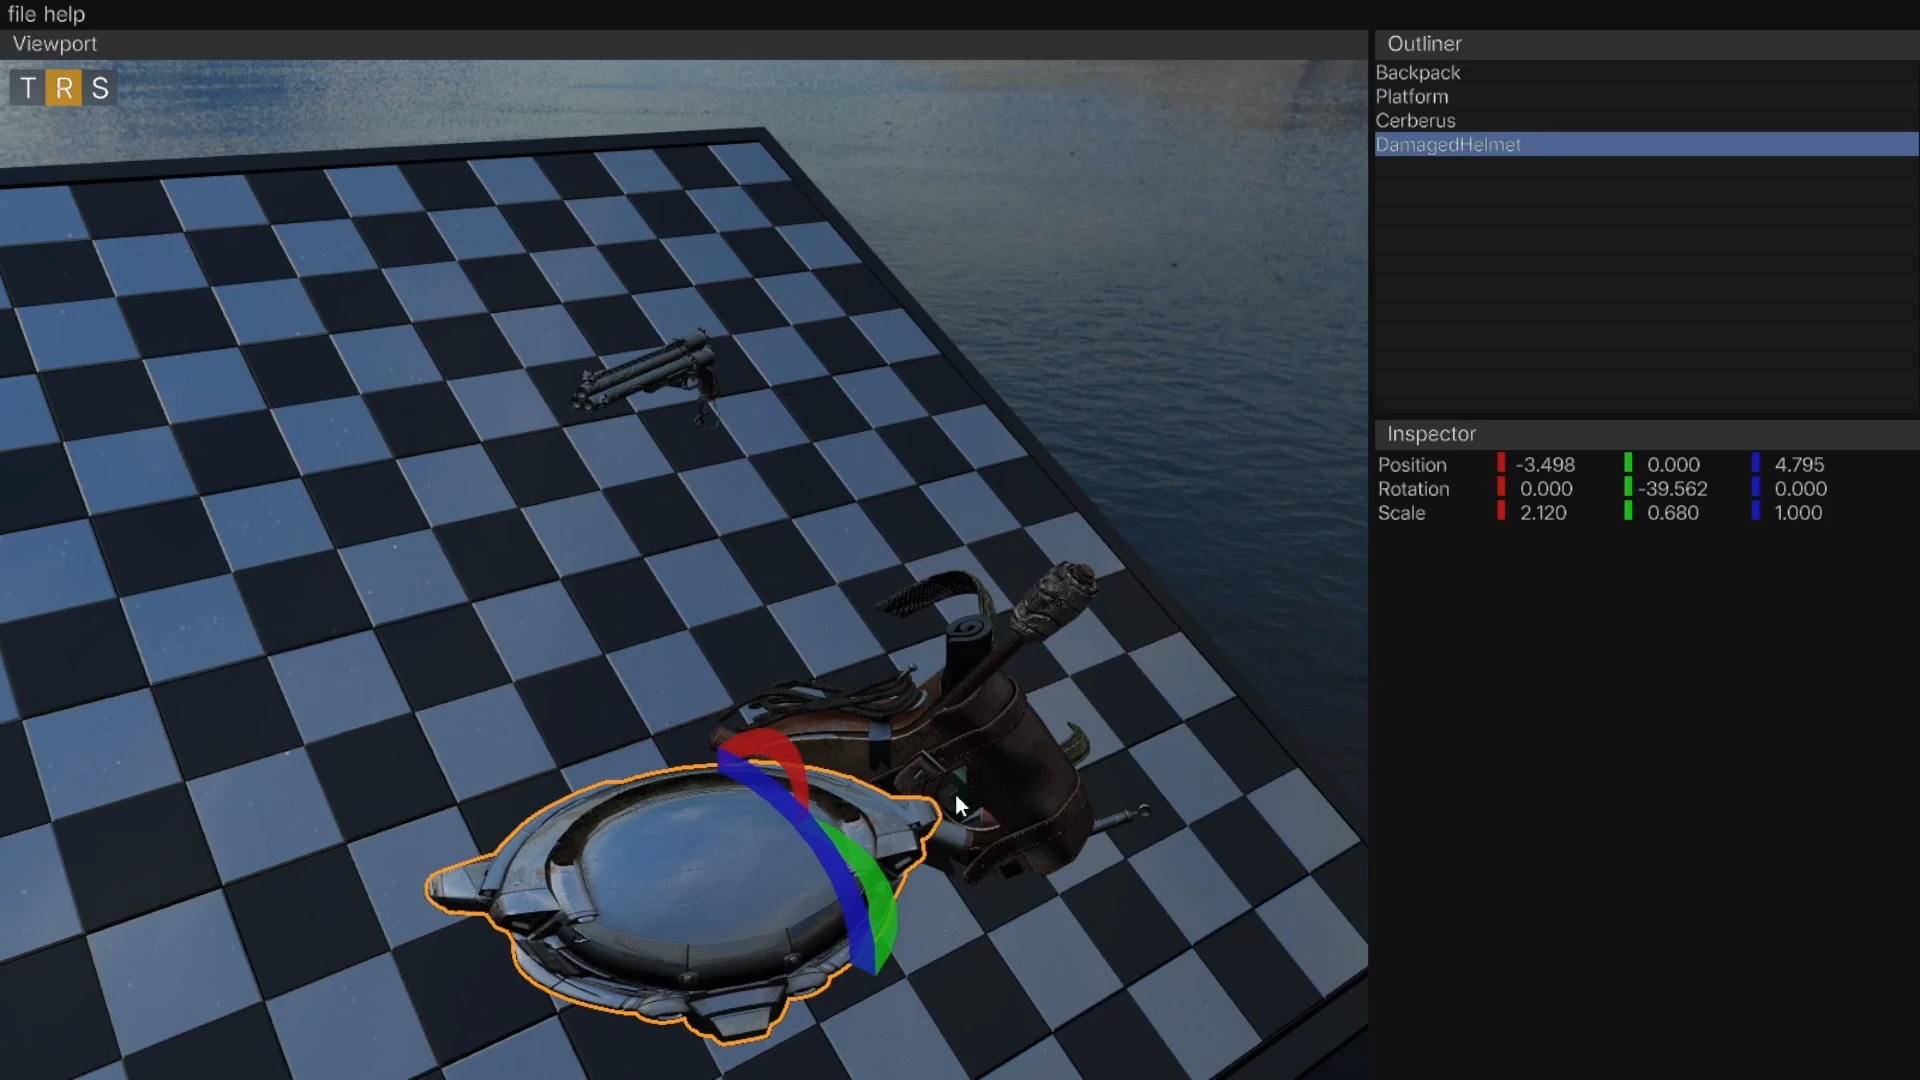 file help
Viewport
T R S
Outliner
Backpack
Platform
Cerberus
DamagedHelmet
Inspector
Position -3.498 0.000 4.795
Rotation 0.000 -39.562 0.000
Scale 2.120 0.680 1.000